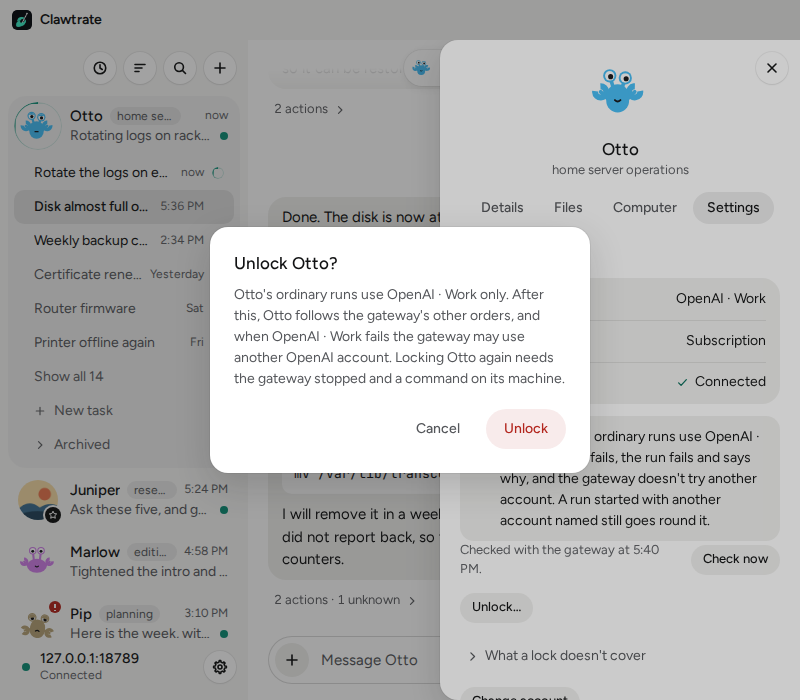 Clawtrate
Otto home se... now
Rotating logs on rack...
Rotate the logs on e... now
Disk almost full o... 5:36 PM
Weekly backup c... 2:34 PM
Certificate rene... Yesterday
Router firmware Sat
Printer offline again Fri
Show all 14
New task
Archived
Juniper rese... 5:24 PM
Ask these five, and g...
Marlow editi... 4:58 PM
Tightened the intro and ...
Pip planning 3:10 PM
Here is the week. wit...
127.0.0.1:18789
Connected
2 actions
Done. The disk is now af
I will remove it in a wee
did not report back, so
counters.
2 actions · 1 unknown
Message Otto
Otto
home server operations
Details Files Computer Settings
OpenAI · Work
Subscription
Connected
ordinary runs use OpenAI ·
fails, the run fails and says
why, and the gateway doesn't try another
account. A run started with another
account named still goes round it.
Checked with the gateway at 5:40
PM.
Check now
Unlock...
What a lock doesn't cover
Change account
Unlock Otto?
Otto's ordinary runs use OpenAI · Work only. After
this, Otto follows the gateway's other orders, and
when OpenAI · Work fails the gateway may use
another OpenAI account. Locking Otto again needs
the gateway stopped and a command on its machine.
Cancel Unlock